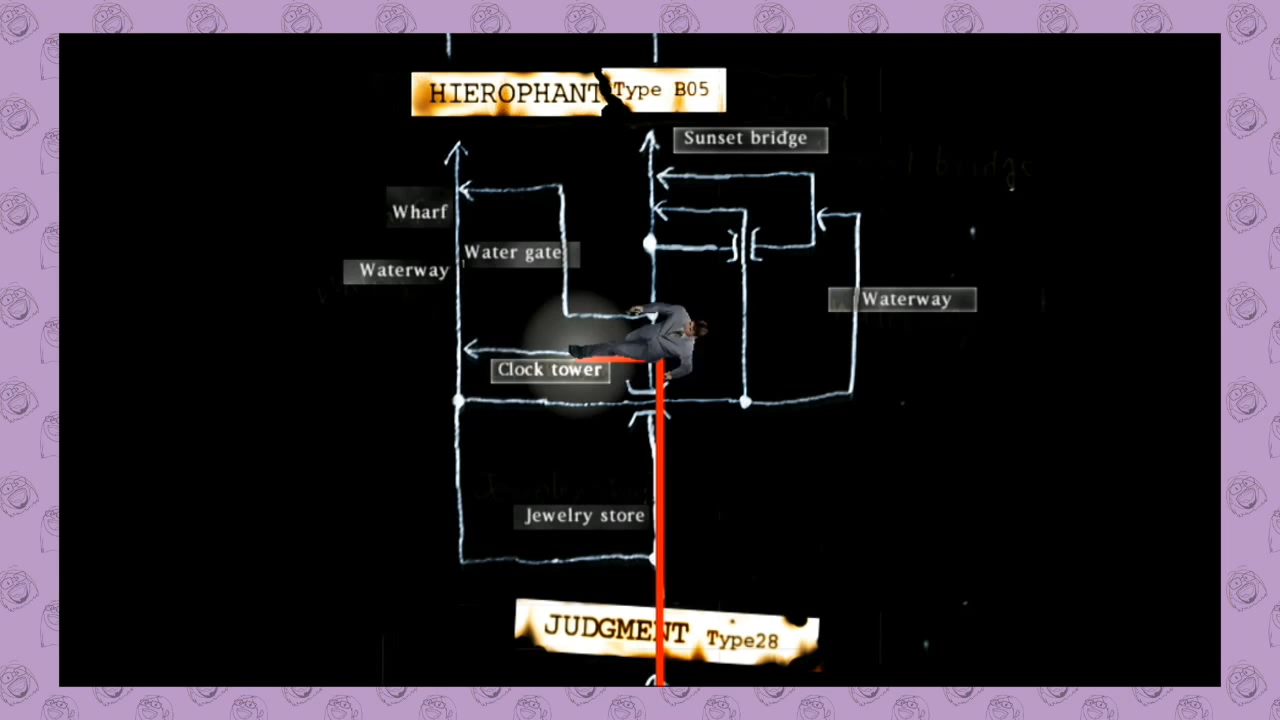 HIEROPHANT Type B05
Sunset bridge
Wharf
Water gate
Waterway
Waterway
Clock tower
Jewelry store
JUDGMENT Type28